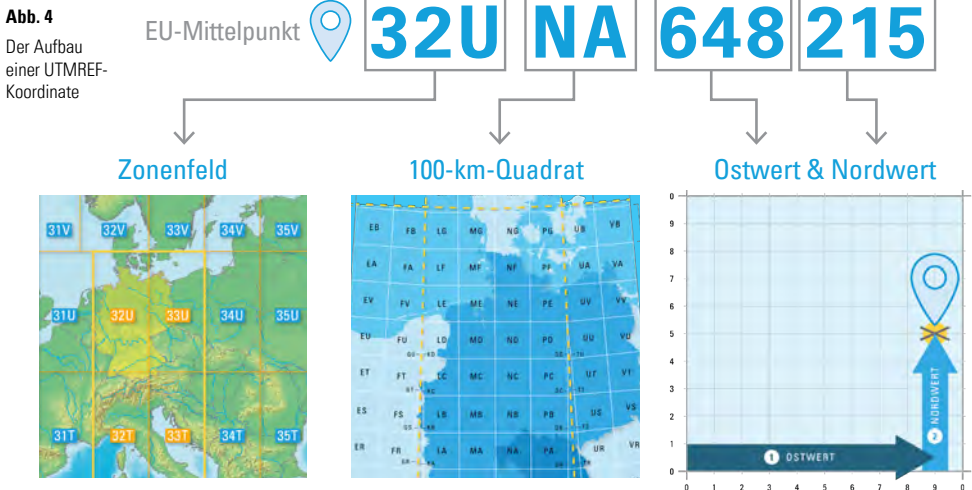 Abb. 4
Der Aufbau
einer UTMREF-
Koordinate
EU-Mittelpunkt 32U NA 648 215
Zonenfeld
100-km-Quadrat
Ostwert & Nordwert
31V 32V 33V 34V 35V
31U 32U 33U 34U 35U
31T 32T 33T 34T 35T
EB FB LG MG NG PG UB VB
EA FA LF MF NF PF UA VA
EV FV LE ME NE PE UV VV
EU FU LD MD ND PD UU VU
ET FT LC MC NC PC UT VT
ES FS LB MB NB PB US VS
ER FR LA MA NA PA UR VR
0
9
8
7
6
5
4
3
2
1
0
2 NORDWERT
1 OSTWERT
0 1 2 3 4 5 6 7 8 9 0